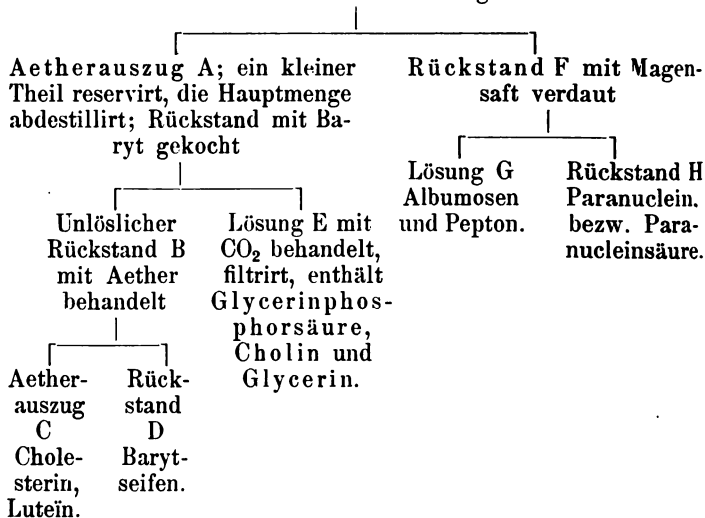 Aetherauszug A; ein kleiner
Theil reservirt, die Hauptmenge
abdestillirt; Rückstand mit Ba-
ryt gekocht
Rückstand F mit Magen-
saft verdaut
Unlöslicher
Rückstand B
mit Aether
behandelt
Lösung E mit
CO₂ behandelt,
filtrirt, enthält
Glycerinphos-
phorsäure,
Cholin und
Glycerin.
Lösung G
Albumosen
und Pepton.
Rückstand H
Paranuclein.
bezw. Para-
nucleinsäure.
Aether-
auszug
C
Chole-
sterin,
Luteïn.
Rück-
stand
D
Baryt-
seifen.